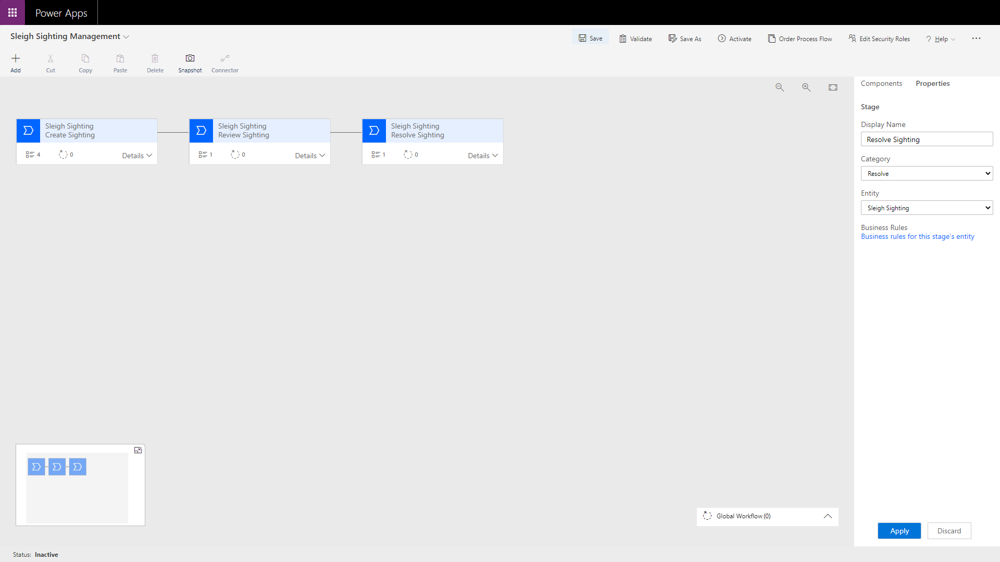 Power Apps
Sleigh Sighting Management
Save
Validate
Save As
Activate
Order Process Flow
Edit Security Roles
? Help
Add
Cut
Copy
Paste
Delete
Snapshot
Connector
Components
Properties
Sleigh Sighting
Create Sighting
4
0
Details
Sleigh Sighting
Review Sighting
1
0
Details
Sleigh Sighting
Resolve Sighting
1
0
Details
Stage
Display Name
Resolve Sighting
Category
Resolve
Entity
Sleigh Sighting
Business Rules
Business rules for this stage's entity
Global Workflow (0)
Apply
Discard
Status: Inactive